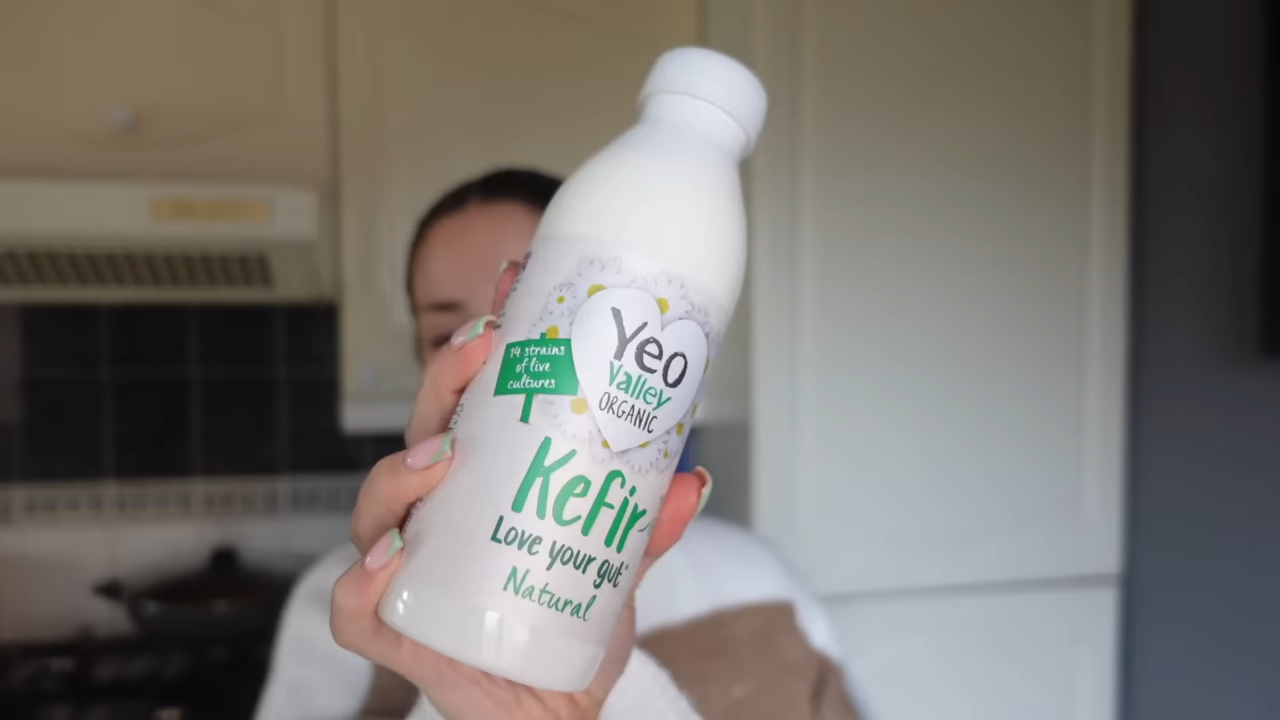 14 strains
of live
cultures
Yeo
Valley
ORGANIC
Kefir
Love your gut*
Natural